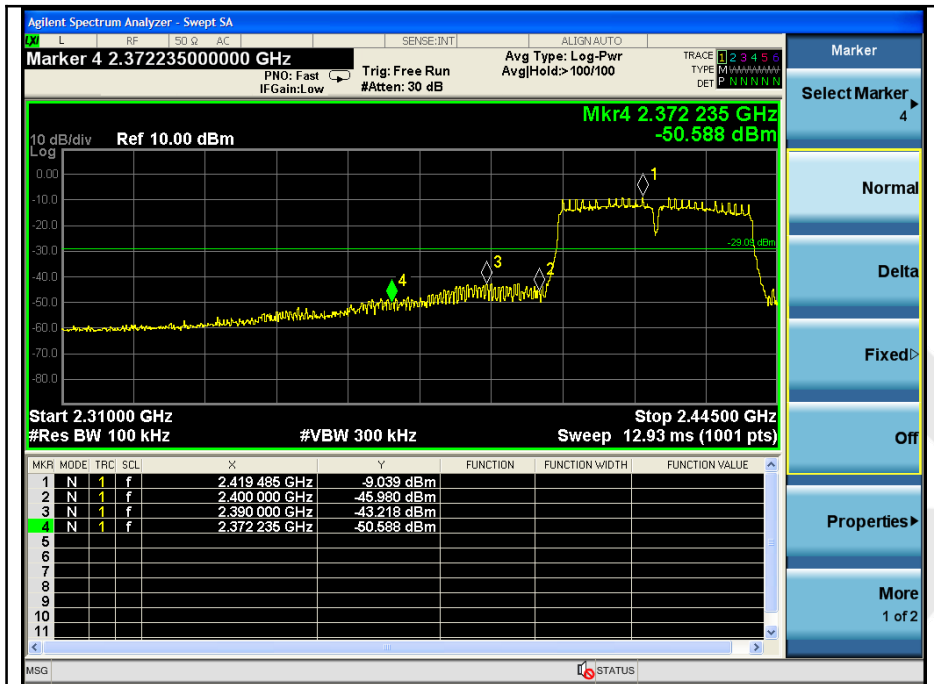 Agilent Spectrum Analyzer - Swept SA
LXI L RF 50 Ω AC SENSE:INT ALIGN AUTO
Marker 4 2.372235000000 GHz
PNO: Fast
IFGain:Low
Trig: Free Run
#Atten: 30 dB
Avg Type: Log-Pwr
Avg|Hold:>100/100
TRACE 1 2 3 4 5 6
TYPE M
DET P N N N N N
Mkr4 2.372 235 GHz
-50.588 dBm
10 dB/div Ref 10.00 dBm
Log
0.00
-10.0
-20.0
-30.0
-40.0
-50.0
-60.0
-70.0
-80.0
1
2
3
4
dBm
Start 2.31000 GHz
Stop 2.44500 GHz
#Res BW 100 kHz
#VBW 300 kHz
Sweep 12.93 ms (1001 pts)
MKR MODE TRC SCL X Y FUNCTION FUNCTION WIDTH FUNCTION VALUE
1 N 1 f 2.419 485 GHz -9.039 dBm
2 N 1 f 2.400 000 GHz -45.980 dBm
3 N 1 f 2.390 000 GHz -43.218 dBm
4 N 1 f 2.372 235 GHz -50.588 dBm
5
6
7
8
9
10
11
MSG
STATUS
Marker
Select Marker
4
Normal
Delta
Fixed
Off
Properties
More
1 of 2